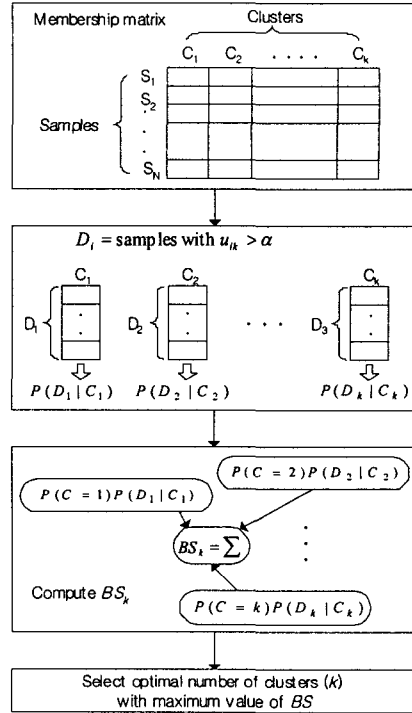 Membership matrix
Clusters
C₁ C₂ . . . . Cₖ
S₁
S₂
.
Samples
.
S_N
Dᵢ = samples with uᵢₖ > α
C₁ C₂ Cₖ
D₁ D₂ . . . D₃
P(D₁ | C₁) P(D₂ | C₂) P(Dₖ | Cₖ)
P(C = 2)P(D₂ | C₂)
P(C = 1)P(D₁ | C₁)
BSₖ = ∑
Compute BSₖ
P(C = k)P(Dₖ | Cₖ)
Select optimal number of clusters (k)
with maximum value of BS